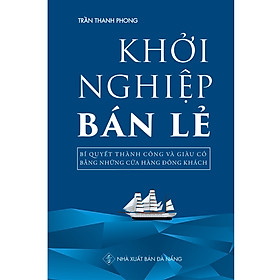 TRẦN THANH PHONG
KHỞI
NGHIỆP
BÁN LẺ
BÍ QUYẾT THÀNH CÔNG VÀ GIÀU CÓ
BẰNG NHỮNG CỬA HÀNG ĐÔNG KHÁCH
NHÀ XUẤT BẢN ĐÀ NẴNG